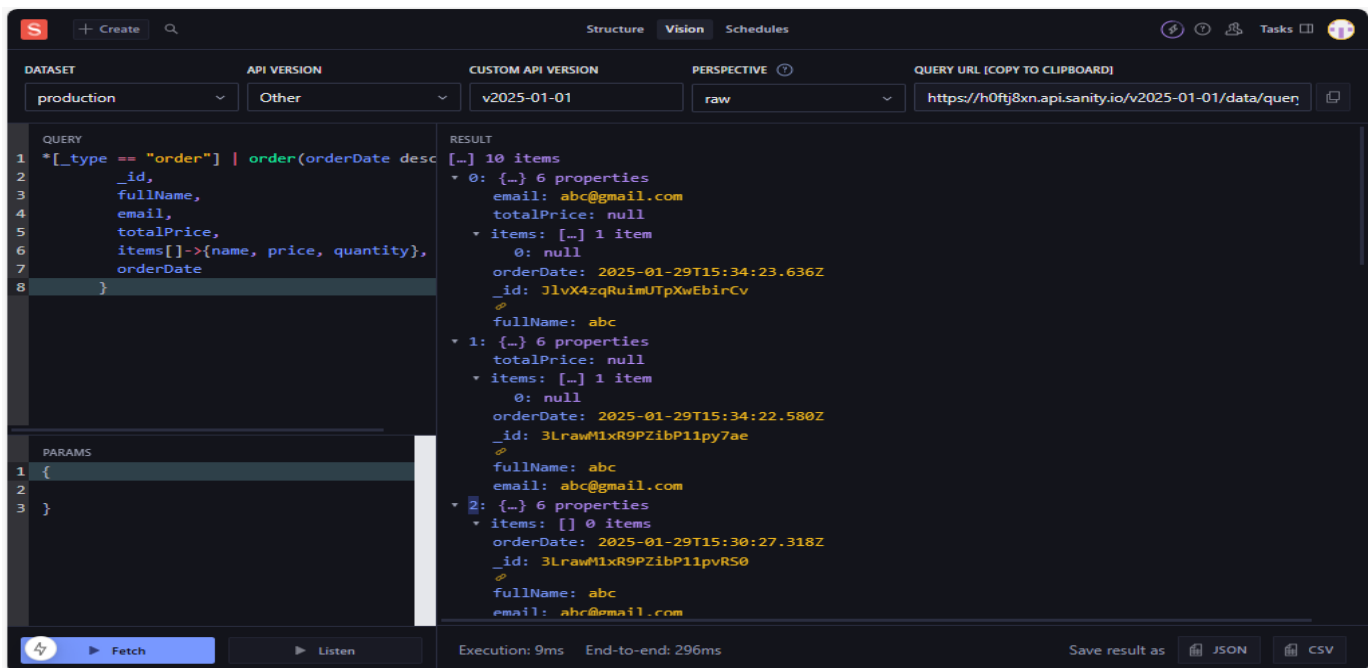 S + Create Structure Vision Schedules Tasks
DATASET API VERSION CUSTOM API VERSION PERSPECTIVE QUERY URL [COPY TO CLIPBOARD]
production Other v2025-01-01 raw https://h0ftj8xn.api.sanity.io/v2025-01-01/data/query
QUERY
1 *[_type == "order"] | order(orderDate desc
2 _id,
3 fullName,
4 email,
5 totalPrice,
6 items[]->{name, price, quantity},
7 orderDate
8 }
PARAMS
1 {
2
3 }
RESULT
[…] 10 items
0: {…} 6 properties
email: abc@gmail.com
totalPrice: null
items: […] 1 item
0: null
orderDate: 2025-01-29T15:34:23.636Z
_id: JlvX4zqRuimUTpXwEbirCv
fullName: abc
1: {…} 6 properties
totalPrice: null
items: […] 1 item
0: null
orderDate: 2025-01-29T15:34:22.580Z
_id: 3LrawM1xR9PZibP11py7ae
fullName: abc
email: abc@gmail.com
2: {…} 6 properties
items: [] 0 items
orderDate: 2025-01-29T15:30:27.318Z
_id: 3LrawM1xR9PZibP11pvRS0
fullName: abc
email: abc@gmail.com
Fetch Listen Execution: 9ms End-to-end: 296ms Save result as JSON CSV